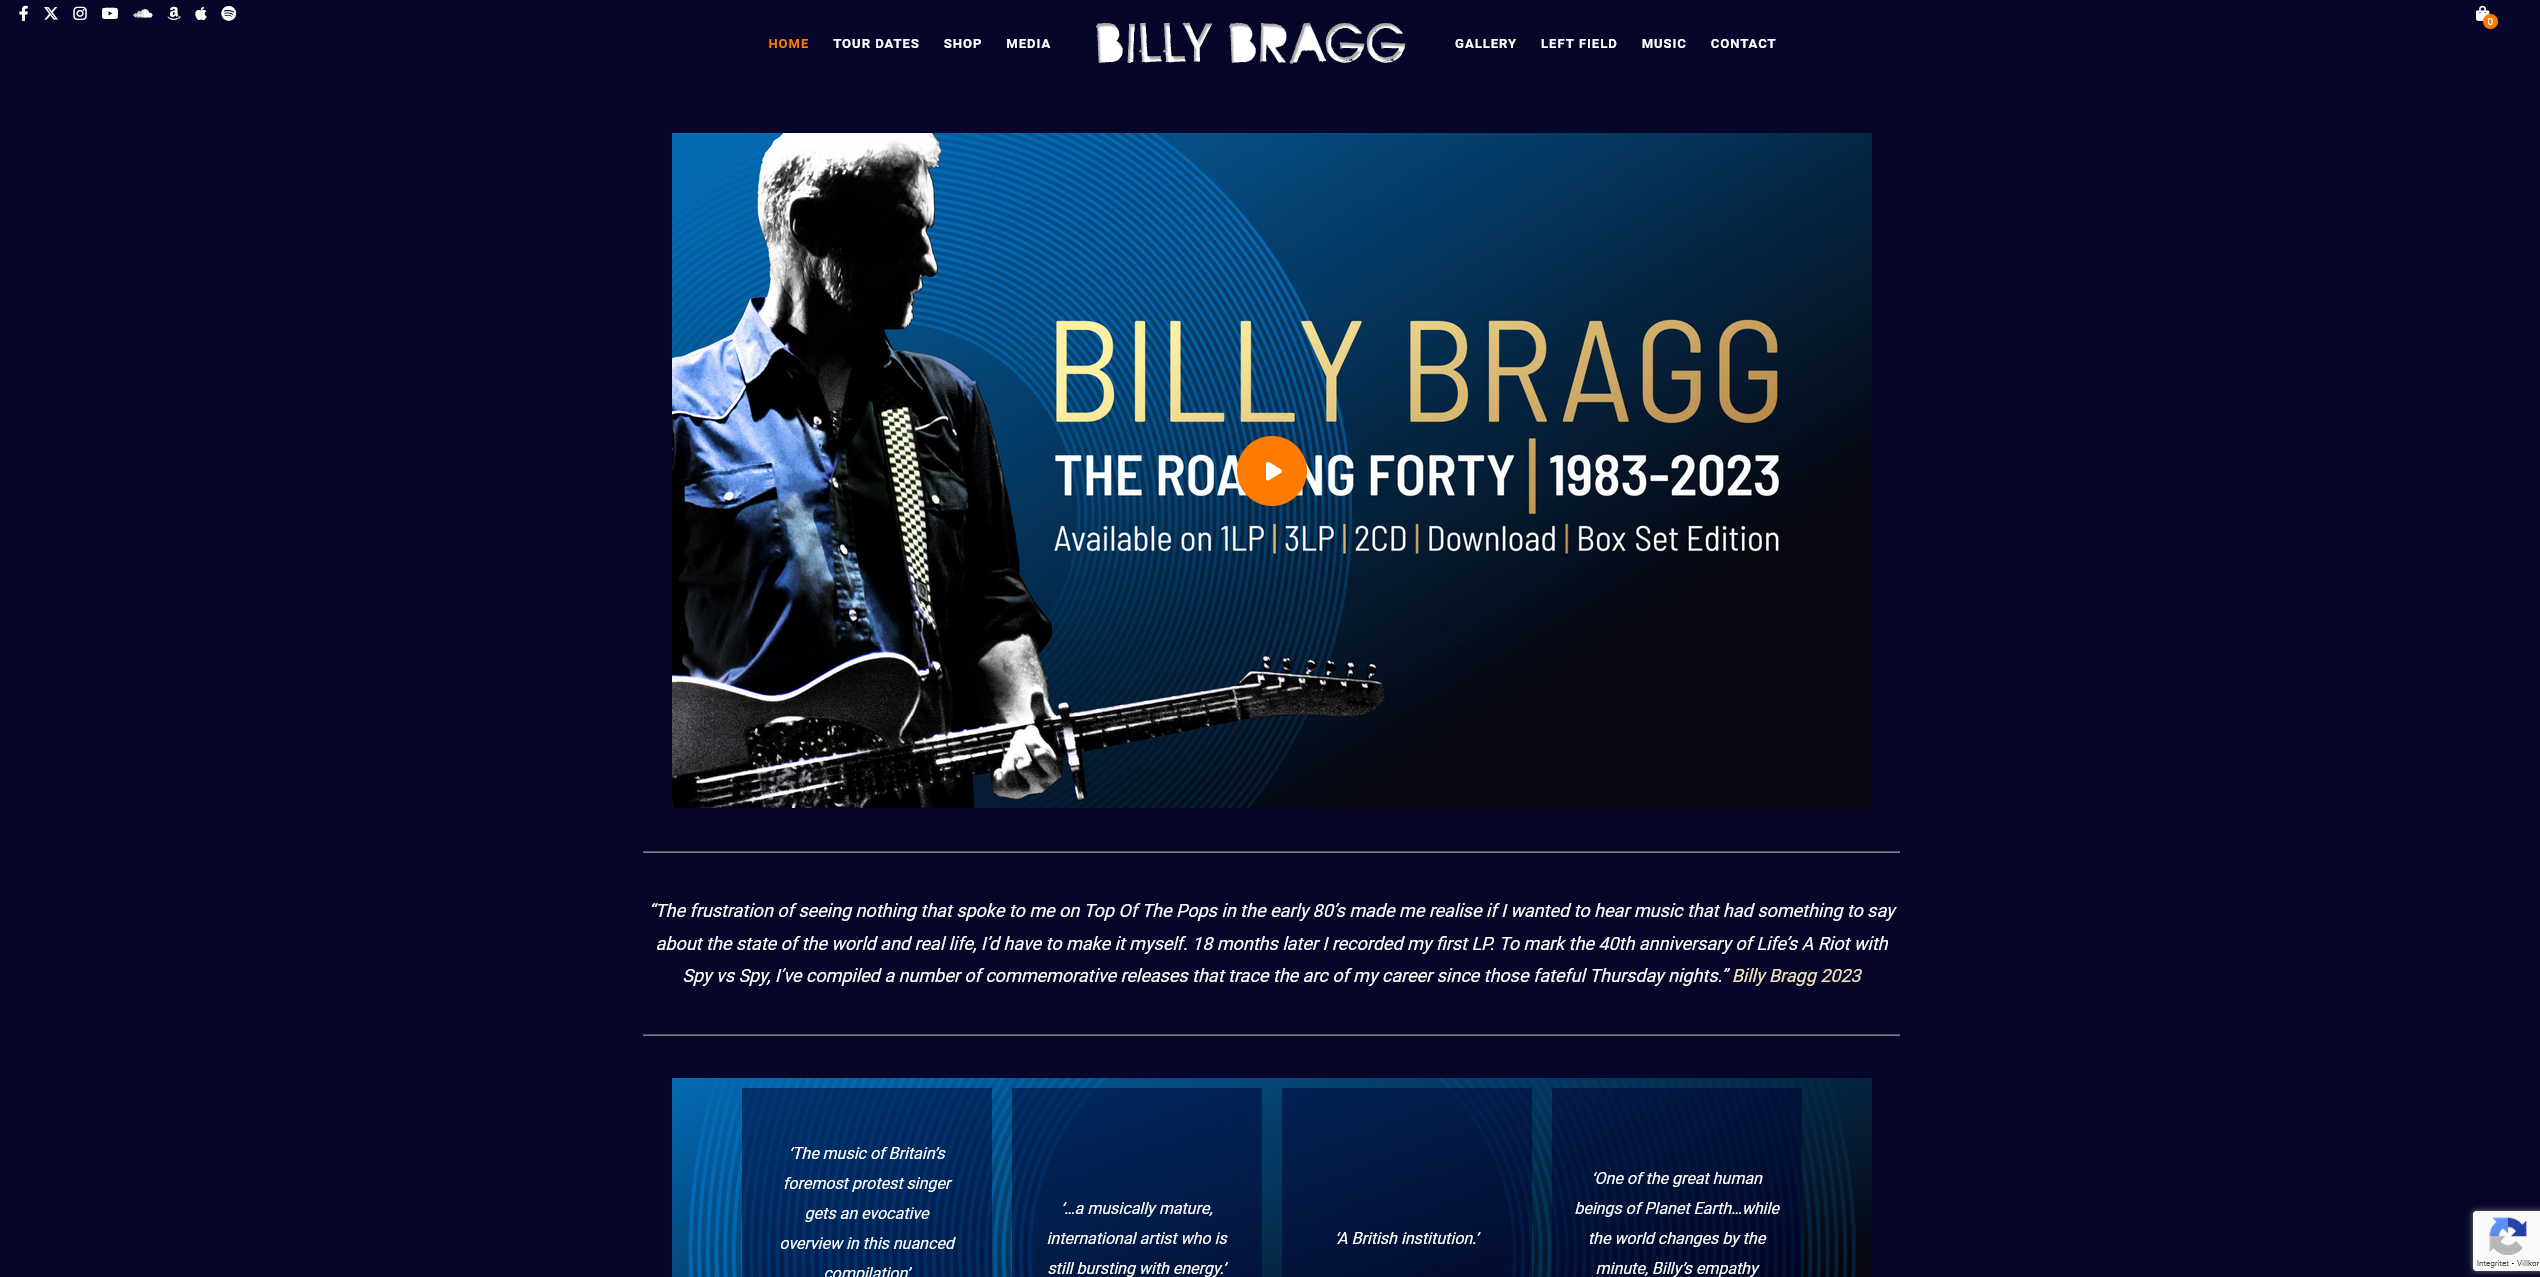 0
HOME TOUR DATES SHOP MEDIA BILLY BRAGG GALLERY LEFT FIELD MUSIC CONTACT
BILLY BRAGG
THE ROARING FORTY | 1983-2023
Available on 1LP | 3LP | 2CD | Download | Box Set Edition
“The frustration of seeing nothing that spoke to me on Top Of The Pops in the early 80’s made me realise if I wanted to hear music that had something to say
about the state of the world and real life, I’d have to make it myself. 18 months later I recorded my first LP. To mark the 40th anniversary of Life’s A Riot with
Spy vs Spy, I’ve compiled a number of commemorative releases that trace the arc of my career since those fateful Thursday nights.” Billy Bragg 2023
‘The music of Britain’s
foremost protest singer
gets an evocative
overview in this nuanced
compilation’
‘…a musically mature,
international artist who is
still bursting with energy.’
‘A British institution.’
‘One of the great human
beings of Planet Earth…while
the world changes by the
minute, Billy’s empathy
Integritet - Villkor